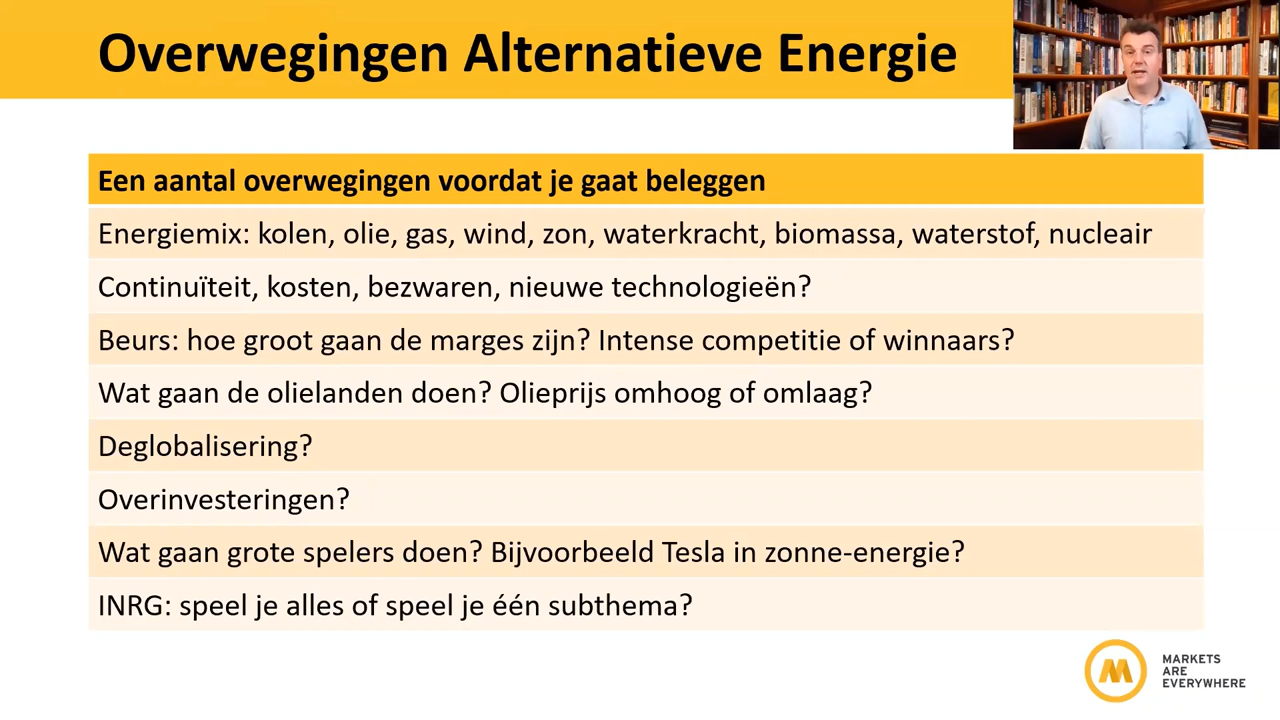 Overwegingen Alternatieve Energie
Een aantal overwegingen voordat je gaat beleggen
Energiemix: kolen, olie, gas, wind, zon, waterkracht, biomassa, waterstof, nucleair
Continuïteit, kosten, bezwaren, nieuwe technologieën?
Beurs: hoe groot gaan de marges zijn? Intense competitie of winnaars?
Wat gaan de olielanden doen? Olieprijs omhoog of omlaag?
Deglobalisering?
Overinvesteringen?
Wat gaan grote spelers doen? Bijvoorbeeld Tesla in zonne-energie?
INRG: speel je alles of speel je één subthema?
M
MARKETS
ARE
EVERYWHERE